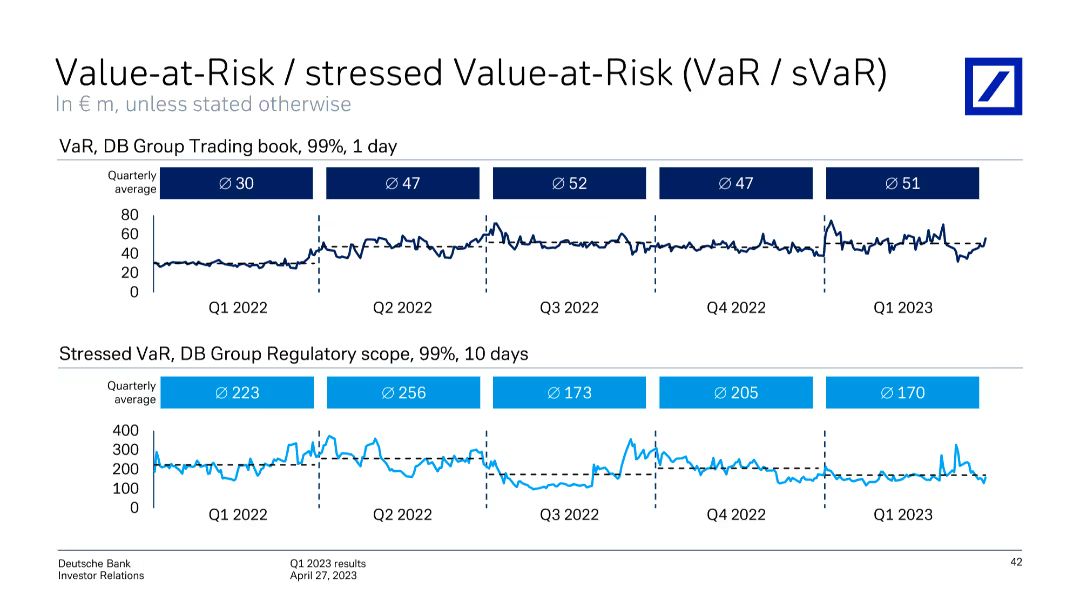 Value-at-Risk / stressed Value-at-Risk (VaR / sVaR)
In € m, unless stated otherwise
VaR, DB Group Trading book, 99%, 1 day
Quarterly
average
∅ 30
∅ 47
∅ 52
∅ 47
∅ 51
80
60
40
20
0
Q1 2022
Q2 2022
Q3 2022
Q4 2022
Q1 2023
Stressed VaR, DB Group Regulatory scope, 99%, 10 days
Quarterly
average
∅ 223
∅ 256
∅ 173
∅ 205
∅ 170
400
300
200
100
0
Q1 2022
Q2 2022
Q3 2022
Q4 2022
Q1 2023
Deutsche Bank
Investor Relations
Q1 2023 results
April 27, 2023
42